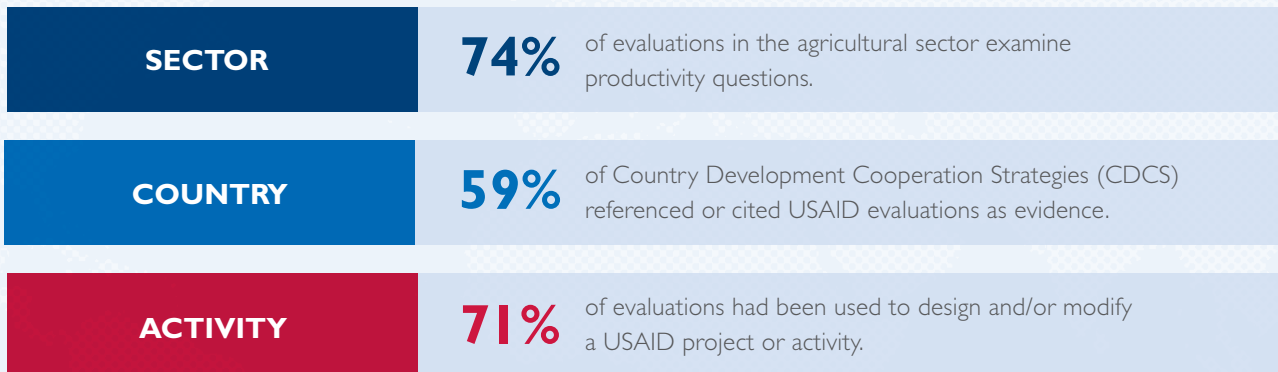 SECTOR
74%
of evaluations in the agricultural sector examine
productivity questions.
COUNTRY
59%
of Country Development Cooperation Strategies (CDCS)
referenced or cited USAID evaluations as evidence.
ACTIVITY
71%
of evaluations had been used to design and/or modify
a USAID project or activity.